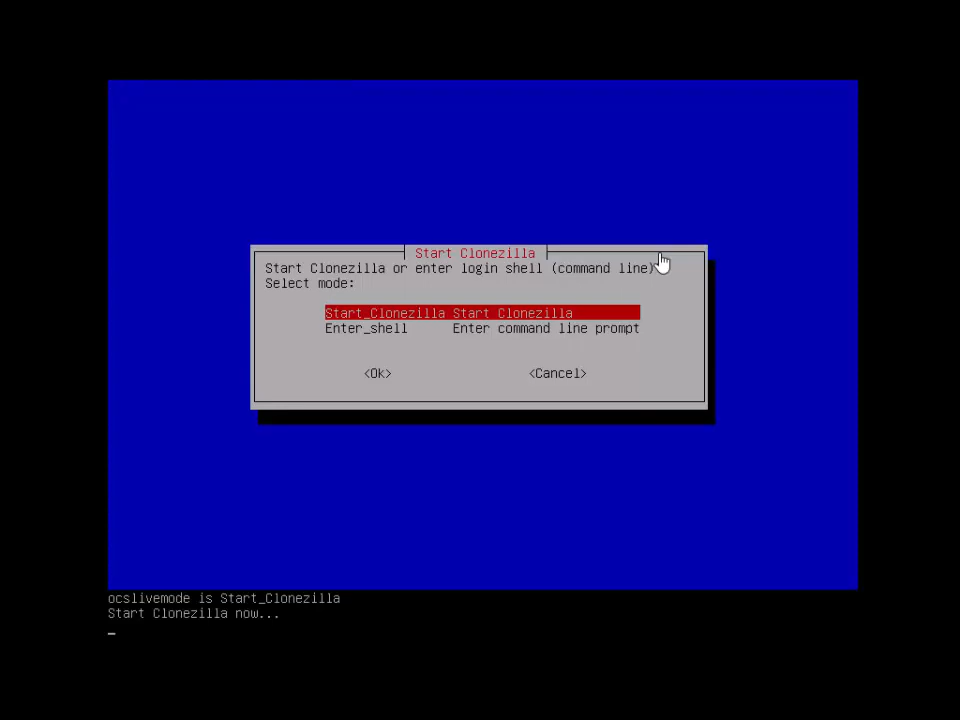 Start Clonezilla
Start Clonezilla or enter login shell (command line)
Select mode:
Start_Clonezilla Start Clonezilla
Enter_shell Enter command line prompt
<Ok> <Cancel>
ocslivemode is Start_Clonezilla
Start Clonezilla now...